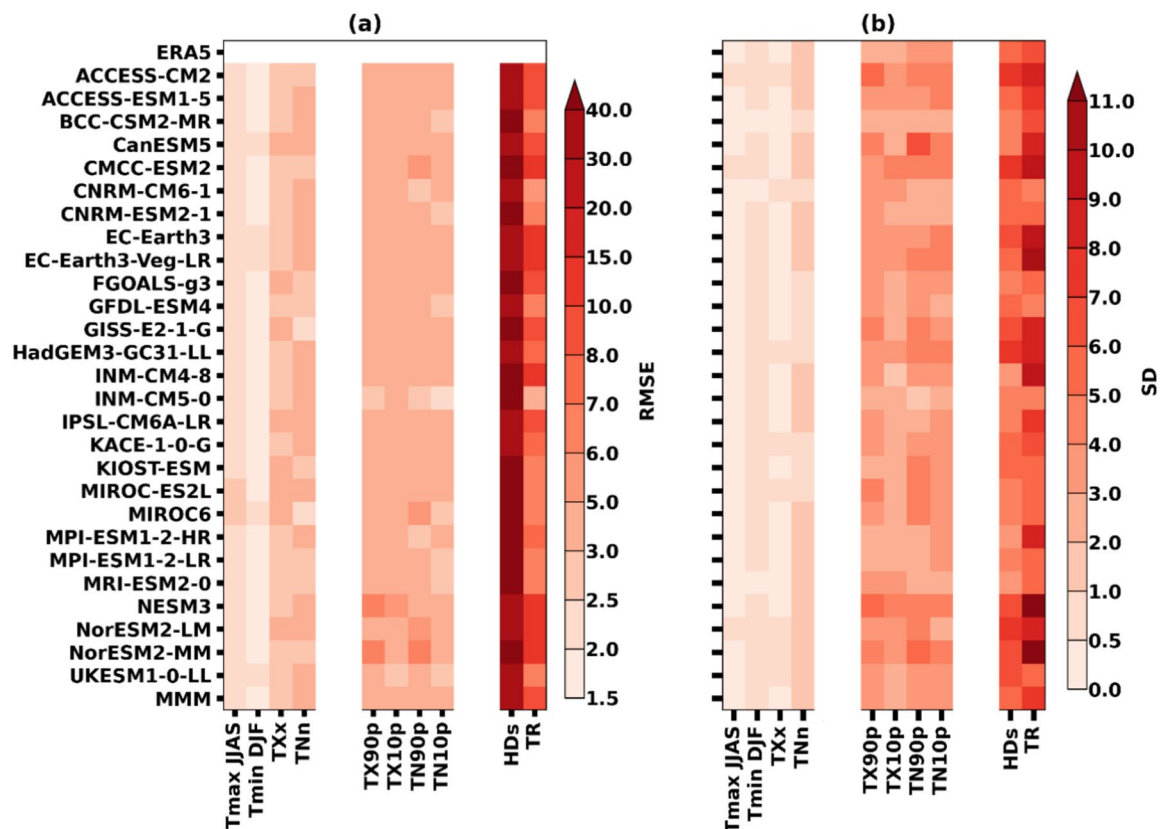 (a)
(b)
ERA5
ACCESS-CM2
ACCESS-ESM1-5
BCC-CSM2-MR
CanESM5
CMCC-ESM2
CNRM-CM6-1
CNRM-ESM2-1
EC-Earth3
EC-Earth3-Veg-LR
FGOALS-g3
GFDL-ESM4
GISS-E2-1-G
HadGEM3-GC31-LL
INM-CM4-8
INM-CM5-0
IPSL-CM6A-LR
KACE-1-0-G
KIOST-ESM
MIROC-ES2L
MIROC6
MPI-ESM1-2-HR
MPI-ESM1-2-LR
MRI-ESM2-0
NESM3
NorESM2-LM
NorESM2-MM
UKESM1-0-LL
MMM
Tmax JJAS
Tmin DJF
TXx
TNn
TX90p
TX10p
TN90p
TN10p
HDs
TR
40.0
30.0
20.0
15.0
10.0
8.0
7.0
6.0
5.0
3.0
2.5
2.0
1.5
RMSE
Tmax JJAS
Tmin DJF
TXx
TNn
TX90p
TX10p
TN90p
TN10p
HDs
TR
11.0
10.0
9.0
8.0
7.0
6.0
5.0
4.0
3.0
2.0
1.0
0.5
0.0
SD